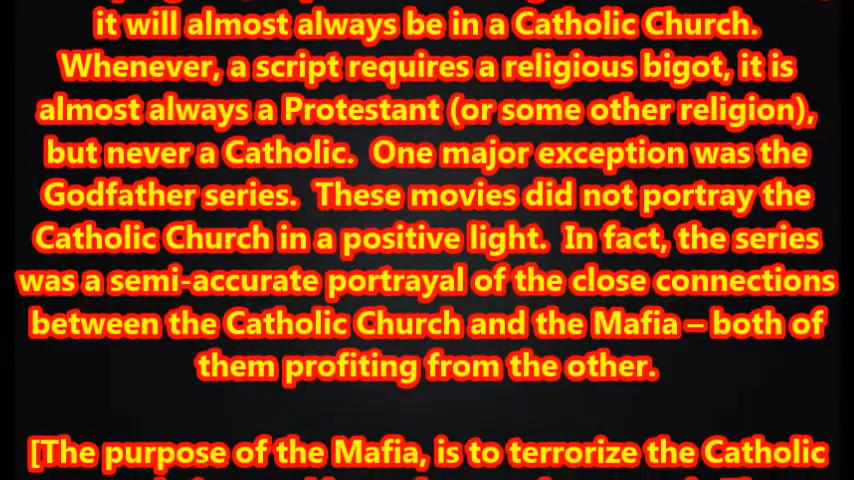 it will almost always be in a Catholic Church.
Whenever, a script requires a religious bigot, it is
almost always a Protestant (or some other religion),
but never a Catholic.  One major exception was the
Godfather series.  These movies did not portray the
Catholic Church in a positive light.  In fact, the series
was a semi-accurate portrayal of the close connections
between the Catholic Church and the Mafia – both of
them profiting from the other.
[The purpose of the Mafia, is to terrorize the Catholic